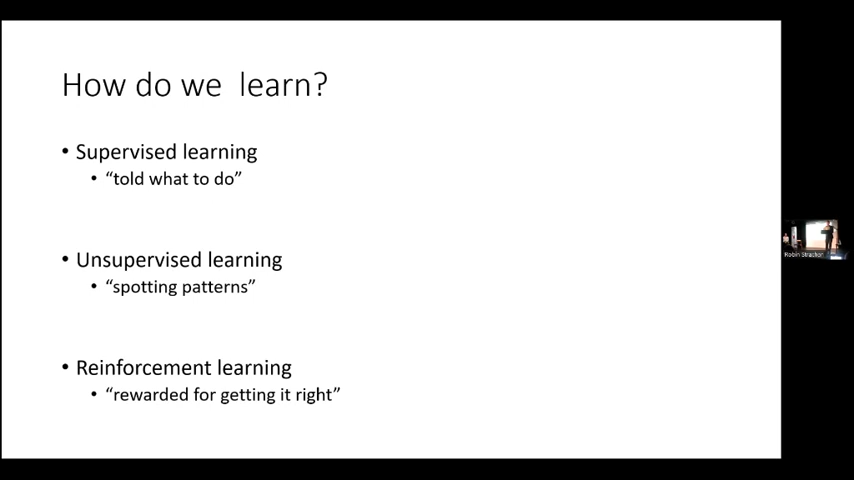 How do we  learn?
• Supervised learning
• “told what to do”
• Unsupervised learning
• “spotting patterns”
• Reinforcement learning
• “rewarded for getting it right”
Robin Strachan